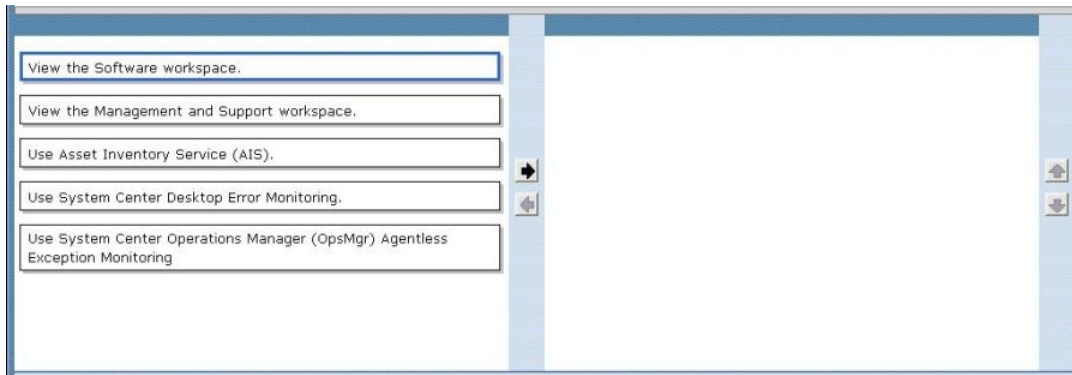 View the Software workspace.
View the Management and Support workspace.
Use Asset Inventory Service (AIS).
Use System Center Desktop Error Monitoring.
Use System Center Operations Manager (OpsMgr) Agentless
Exception Monitoring